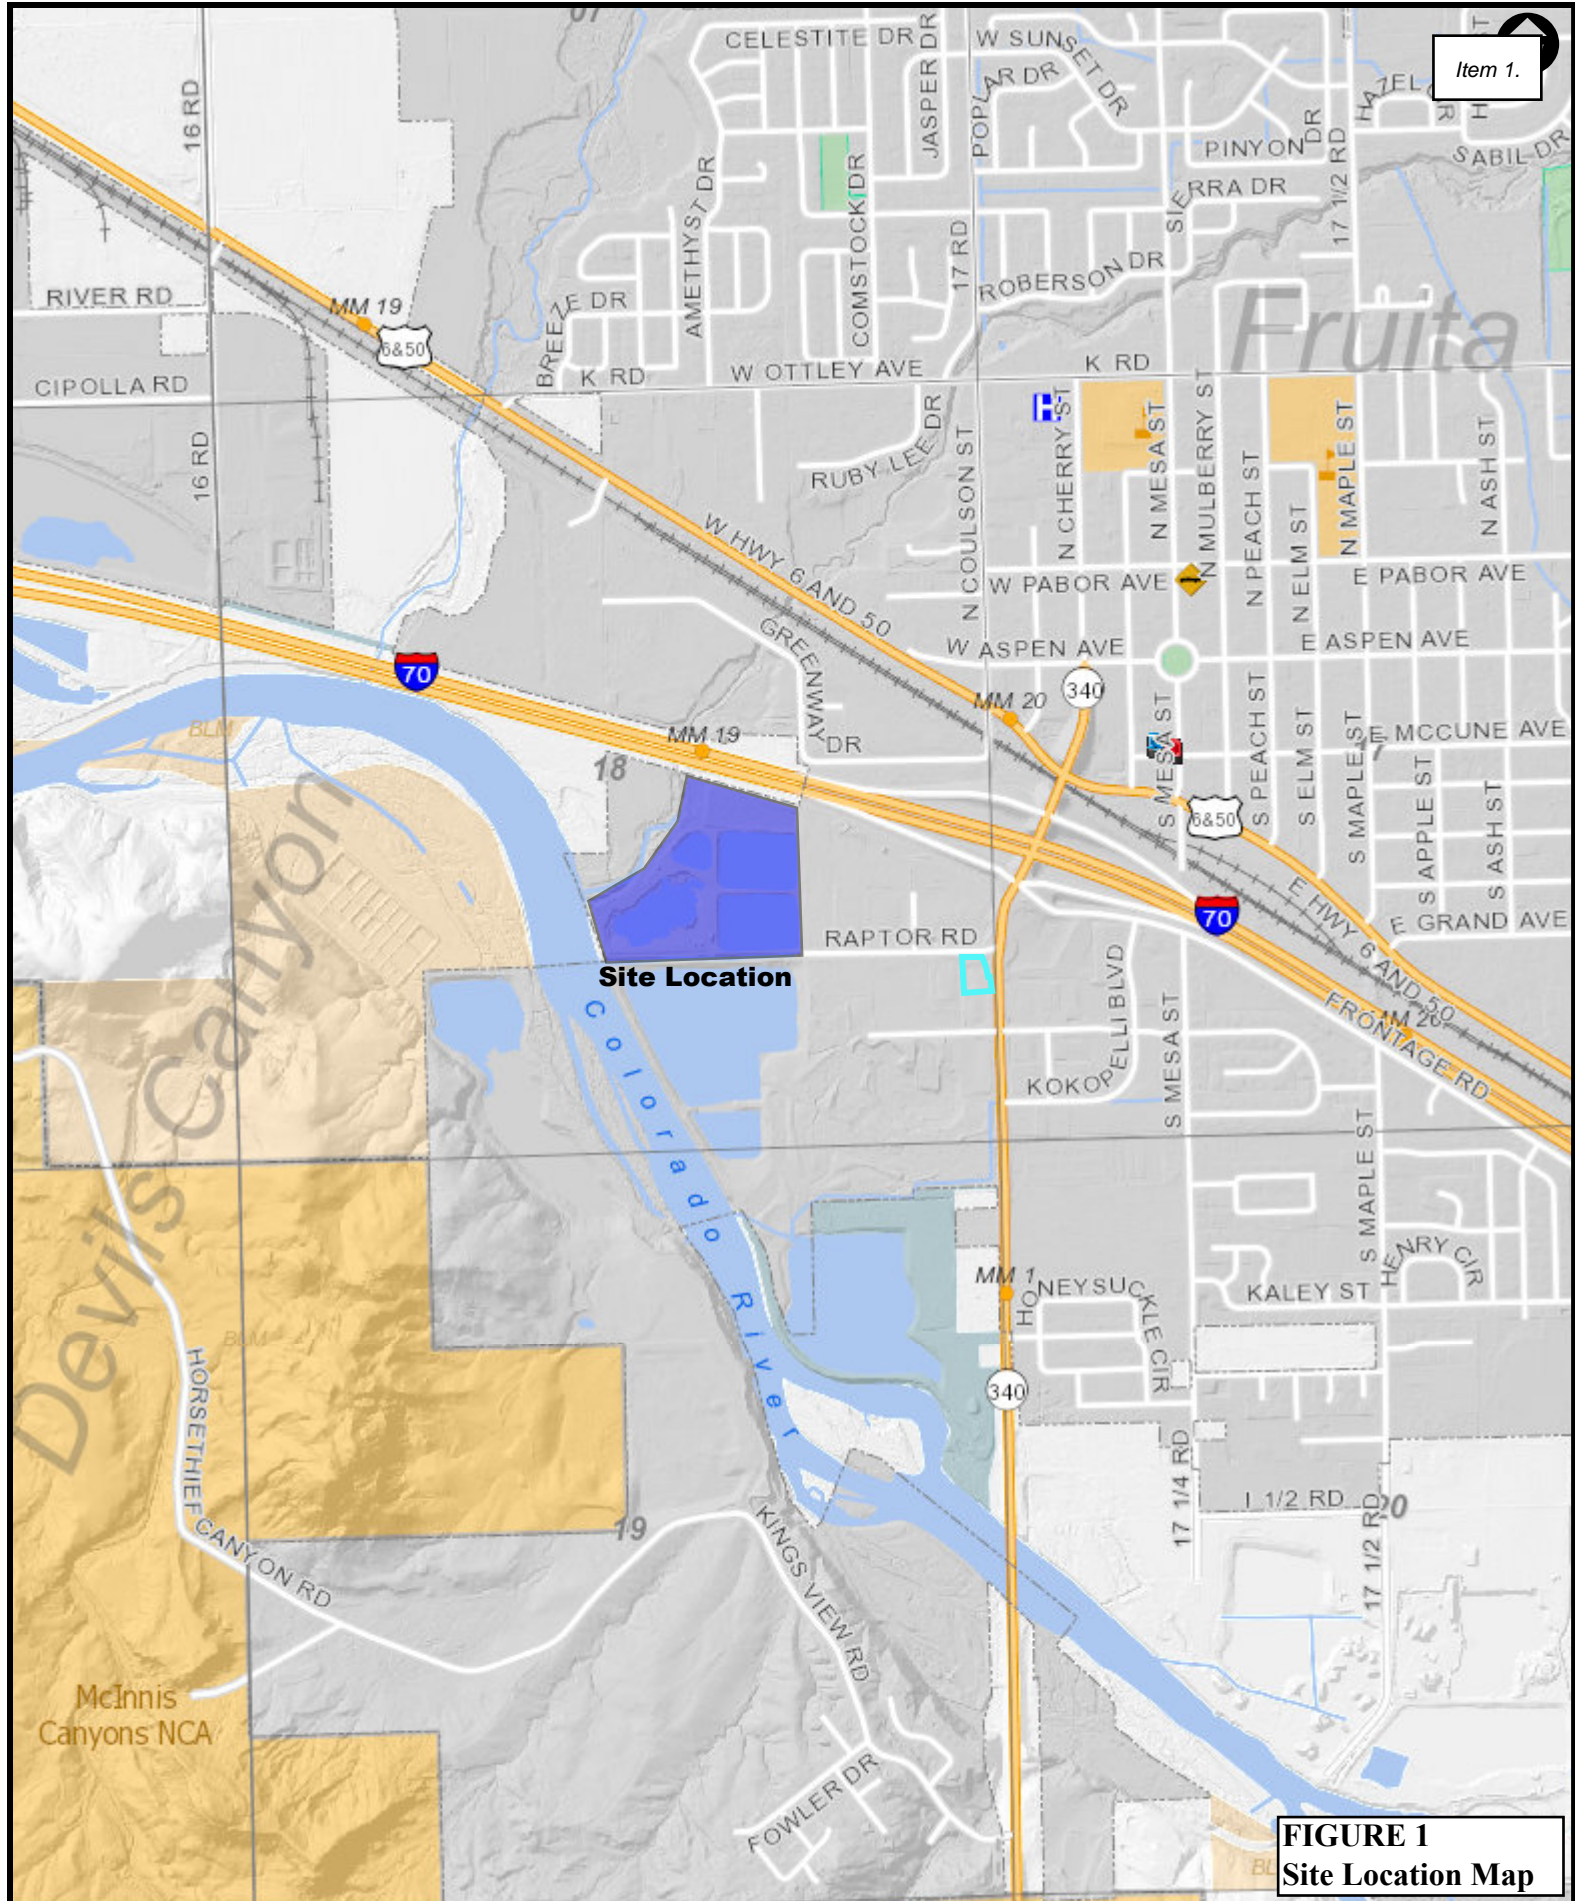 07
CELESTITE DR
JASPER DR
W SUNSET DR
POPLAR DR
Item 1.
16 RD
HAZEL
PINYON DR
17 1/2 RD
SABIL DR
SIERRA DR
AMETHYST DR
COMSTOCK DR
17 RD
ROBERSON DR
RIVER RD
MM 19
6&50
BREEZE DR
Fruita
CIPOLLA RD
K RD
W OTTLEY AVE
K RD
RUBY LEE DR
16 RD
H
N COULSON ST
N CHERRY ST
N MESA ST
N MULBERRY ST
N PEACH ST
N ELM ST
N MAPLE ST
N ASH ST
W HWY 6 AND 50
W PABOR AVE
E PABOR AVE
GREENWAY DR
W ASPEN AVE
E ASPEN AVE
70
340
MM 20
BLM
MM 19
18
S MESA ST
S PEACH ST
S ELM ST
S MAPLE ST
E MCCUNE AVE
S APPLE ST
S ASH ST
6&50
70
E HWY 6 AND 50
E GRAND AVE
RAPTOR RD
Site Location
Devils Canyon
Colorado River
KOKOPELLI BLVD
S MESA ST
FRONTAGE RD
S MAPLE ST
HENRY CIR
MM 1
HONEYSUCKLE CIR
KALEY ST
BLM
HORSETHIEF CANYON RD
340
17 1/4 RD
I 1/2 RD
20
17 1/2 RD
19
KINGS VIEW RD
McInnis
Canyons NCA
FOWLER DR
FIGURE 1
Site Location Map